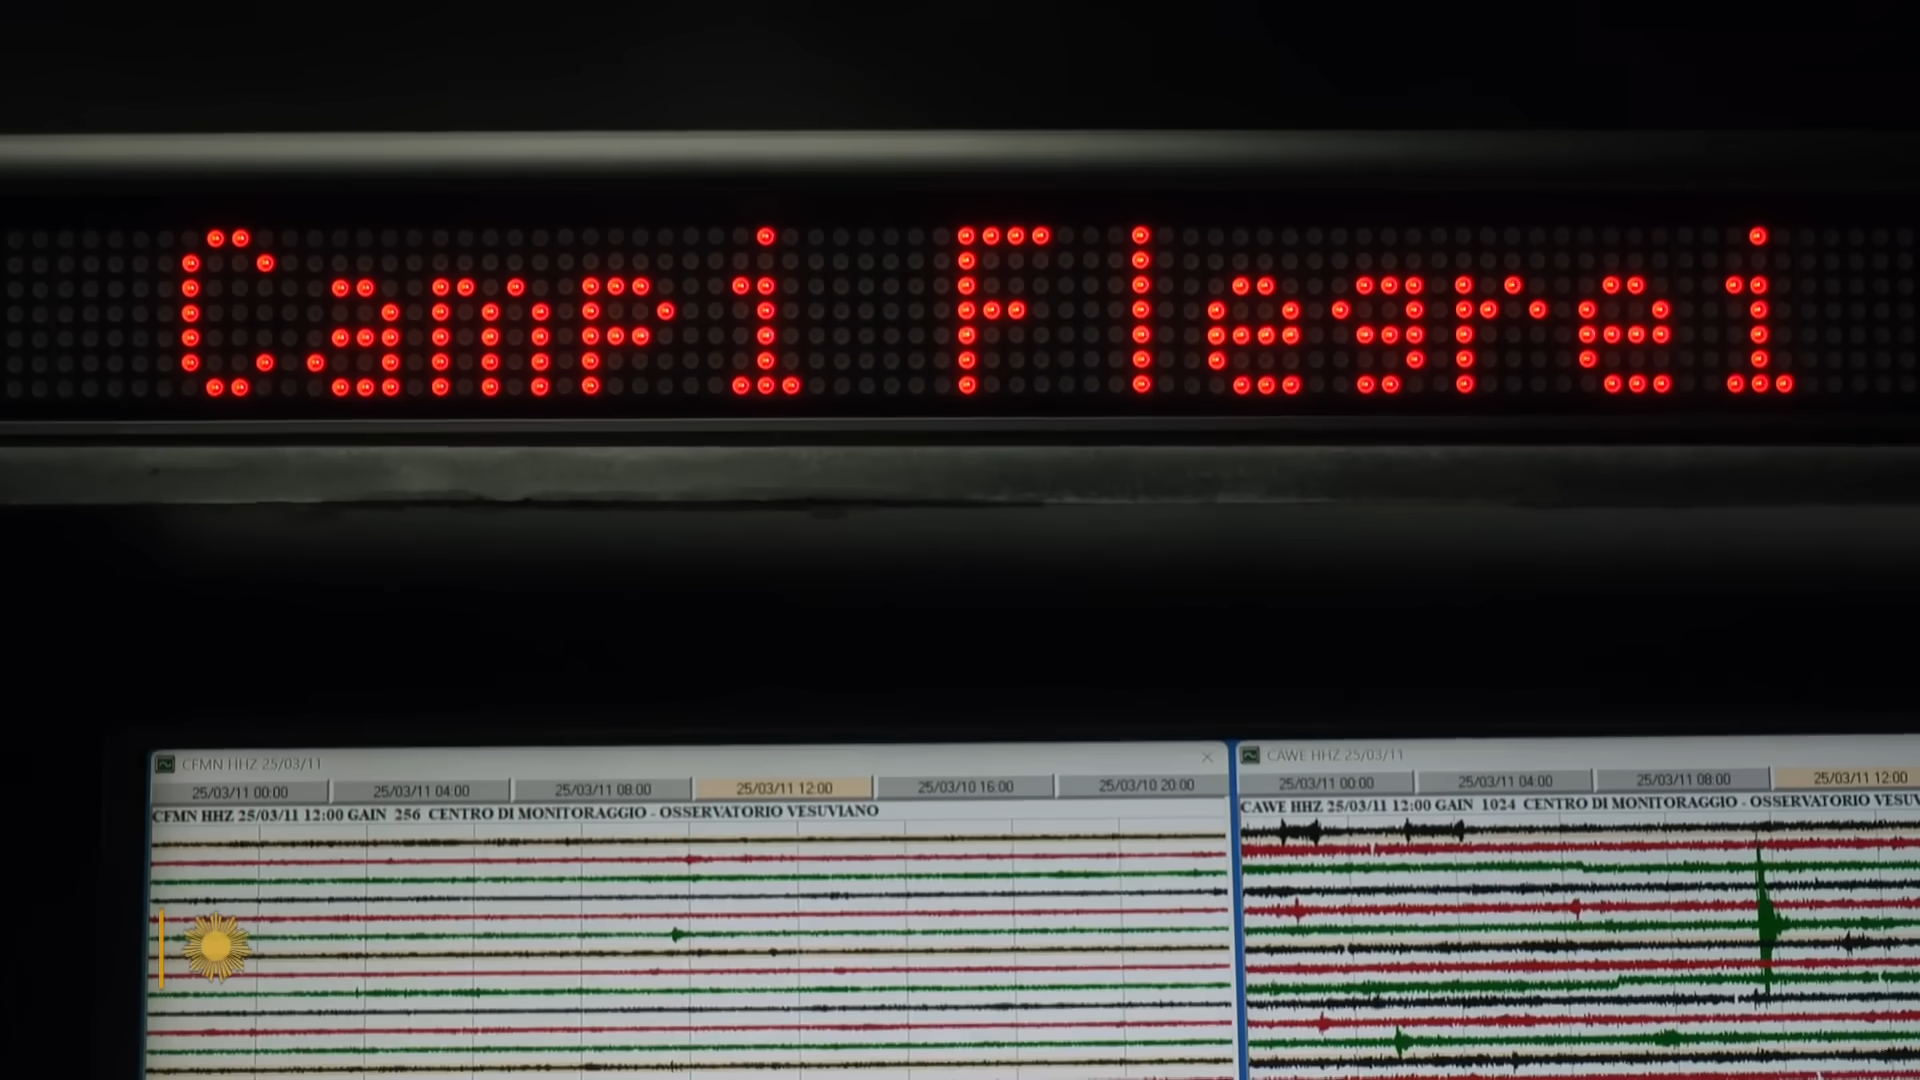 Campi Flegrei
CFMN HHZ 25/03/11
25/03/11 00:00 25/03/11 04:00 25/03/11 08:00 25/03/11 12:00 25/03/10 16:00 25/03/10 20:00
CFMN HHZ 25/03/11 12:00 GAIN 256 CENTRO DI MONITORAGGIO - OSSERVATORIO VESUVIANO
CAWE HHZ 25/03/11
25/03/11 00:00 25/03/11 04:00 25/03/11 08:00 25/03/11 12:00
CAWE HHZ 25/03/11 12:00 GAIN 1024 CENTRO DI MONITORAGGIO - OSSERVATORIO VESUV